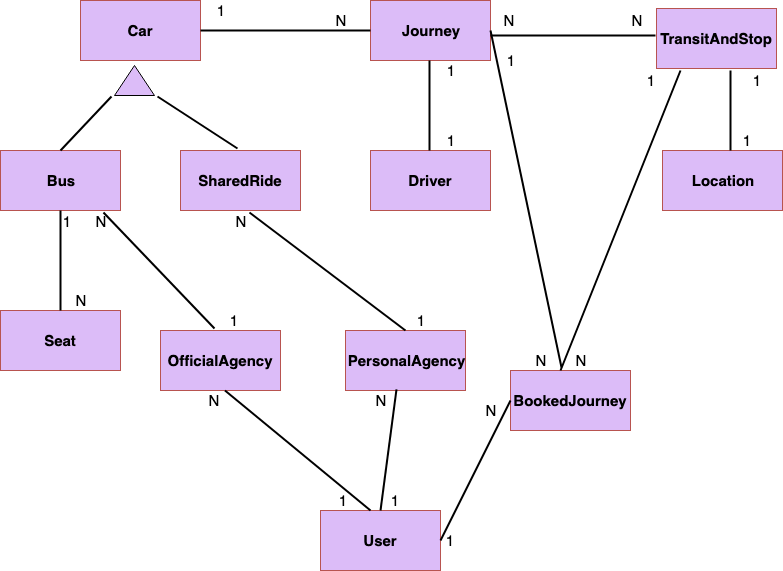 Car
1
N
Journey
N
N
TransitAndStop
1
1
1
1
1
1
Bus
SharedRide
Driver
Location
1
N
N
N
Seat
1
1
OfficialAgency
PersonalAgency
N
N
N
N
N
BookedJourney
1
1
User
1